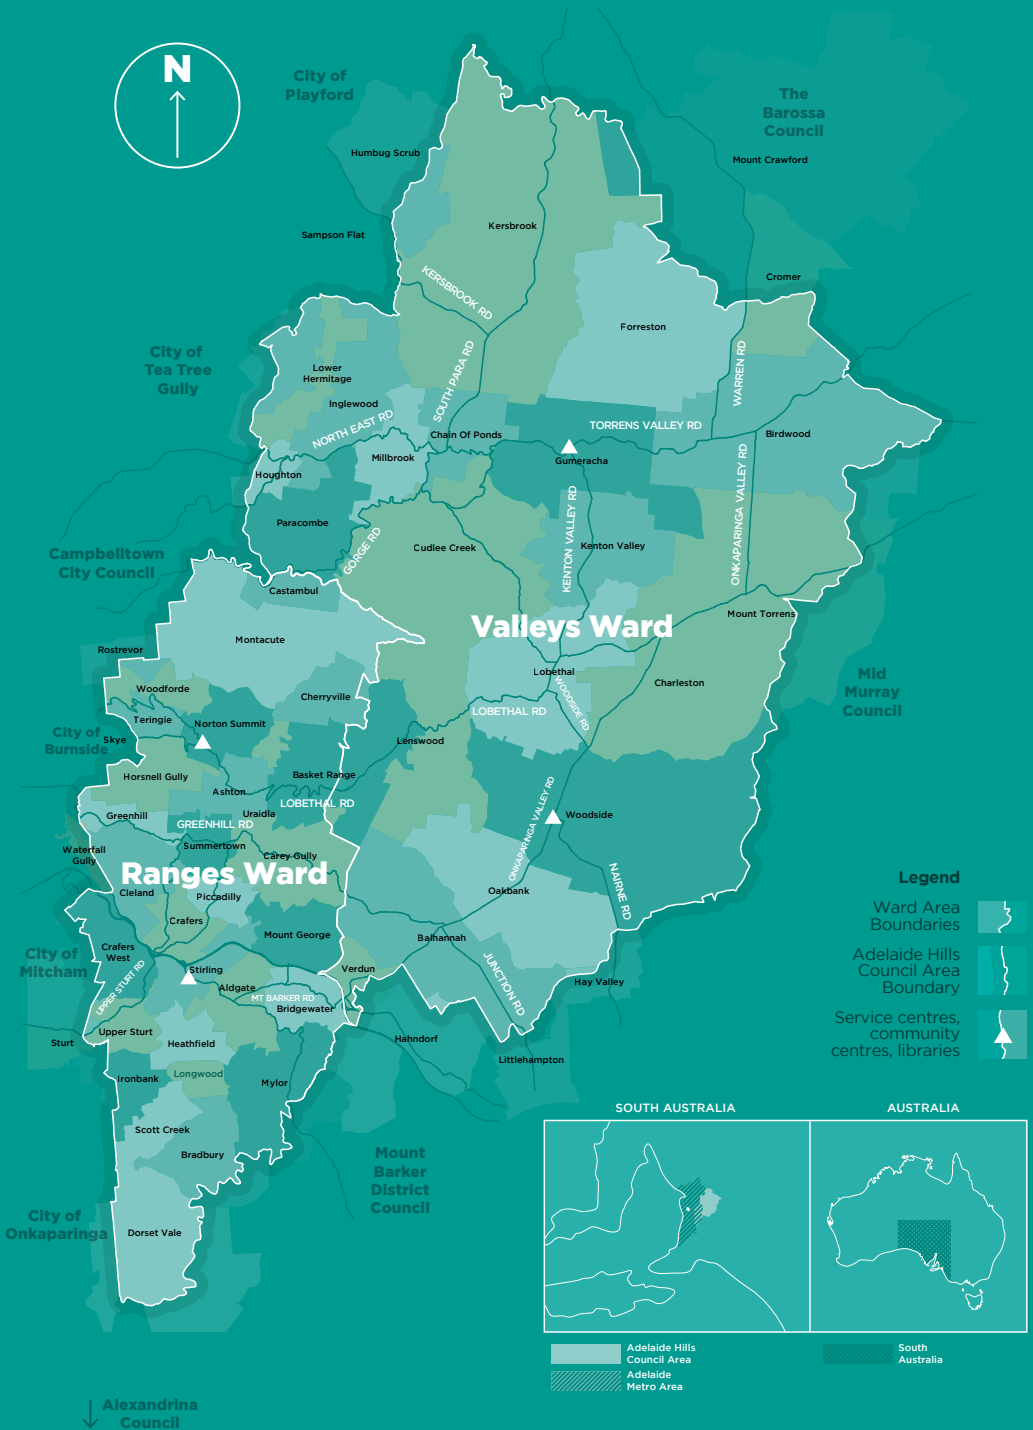 N
City of
Playford
The
Barossa
Council
Humbug Scrub
Mount Crawford
Kersbrook
Sampson Flat
Cromer
KERSBROOK RD
Forreston
City of
Tea Tree
Gully
Lower
Hermitage
Inglewood
SOUTH PARA RD
WARREN RD
NORTH EAST RD
TORRENS VALLEY RD
Chain Of Ponds
Birdwood
Millbrook
Gumeracha
Houghton
ONKAPARINGA VALLEY RD
KENTON VALLEY RD
Paracombe
GORGE RD
Cudlee Creek
Kenton Valley
Campbelltown
City Council
Castambul
Mount Torrens
Valleys Ward
Montacute
Rostrevor
Lobethal
Mid
Murray
Council
Woodforde
Cherryville
Charleston
WOODSIDE RD
LOBETHAL RD
Teringie
Norton Summit
City of
Burnside
Skye
Lenswood
Horsnell Gully
Basket Range
Ashton
LOBETHAL RD
Greenhill
Uraidla
Woodside
GREENHILL RD
ONKAPARINGA VALLEY RD
Waterfall
Gully
Summertown
Carey Gully
Ranges Ward
Cleland
Piccadilly
Oakbank
NAIRNE RD
Crafers
Mount George
Balhannah
Crafers
West
City of
Mitcham
Stirling
Verdun
JUNCTION RD
Hay Valley
UPPER STURT RD
Aldgate
MT BARKER RD
Bridgewater
Upper Sturt
Sturt
Heathfield
Hahndorf
Littlehampton
Ironbank
Longwood
Mylor
Scott Creek
Bradbury
Mount
Barker
District
Council
City of
Onkaparinga
Dorset Vale
Alexandrina
Council
Legend
Ward Area
Boundaries
Adelaide Hills
Council Area
Boundary
Service centres,
community
centres, libraries
SOUTH AUSTRALIA
AUSTRALIA
Adelaide Hills
Council Area
Adelaide
Metro Area
South
Australia